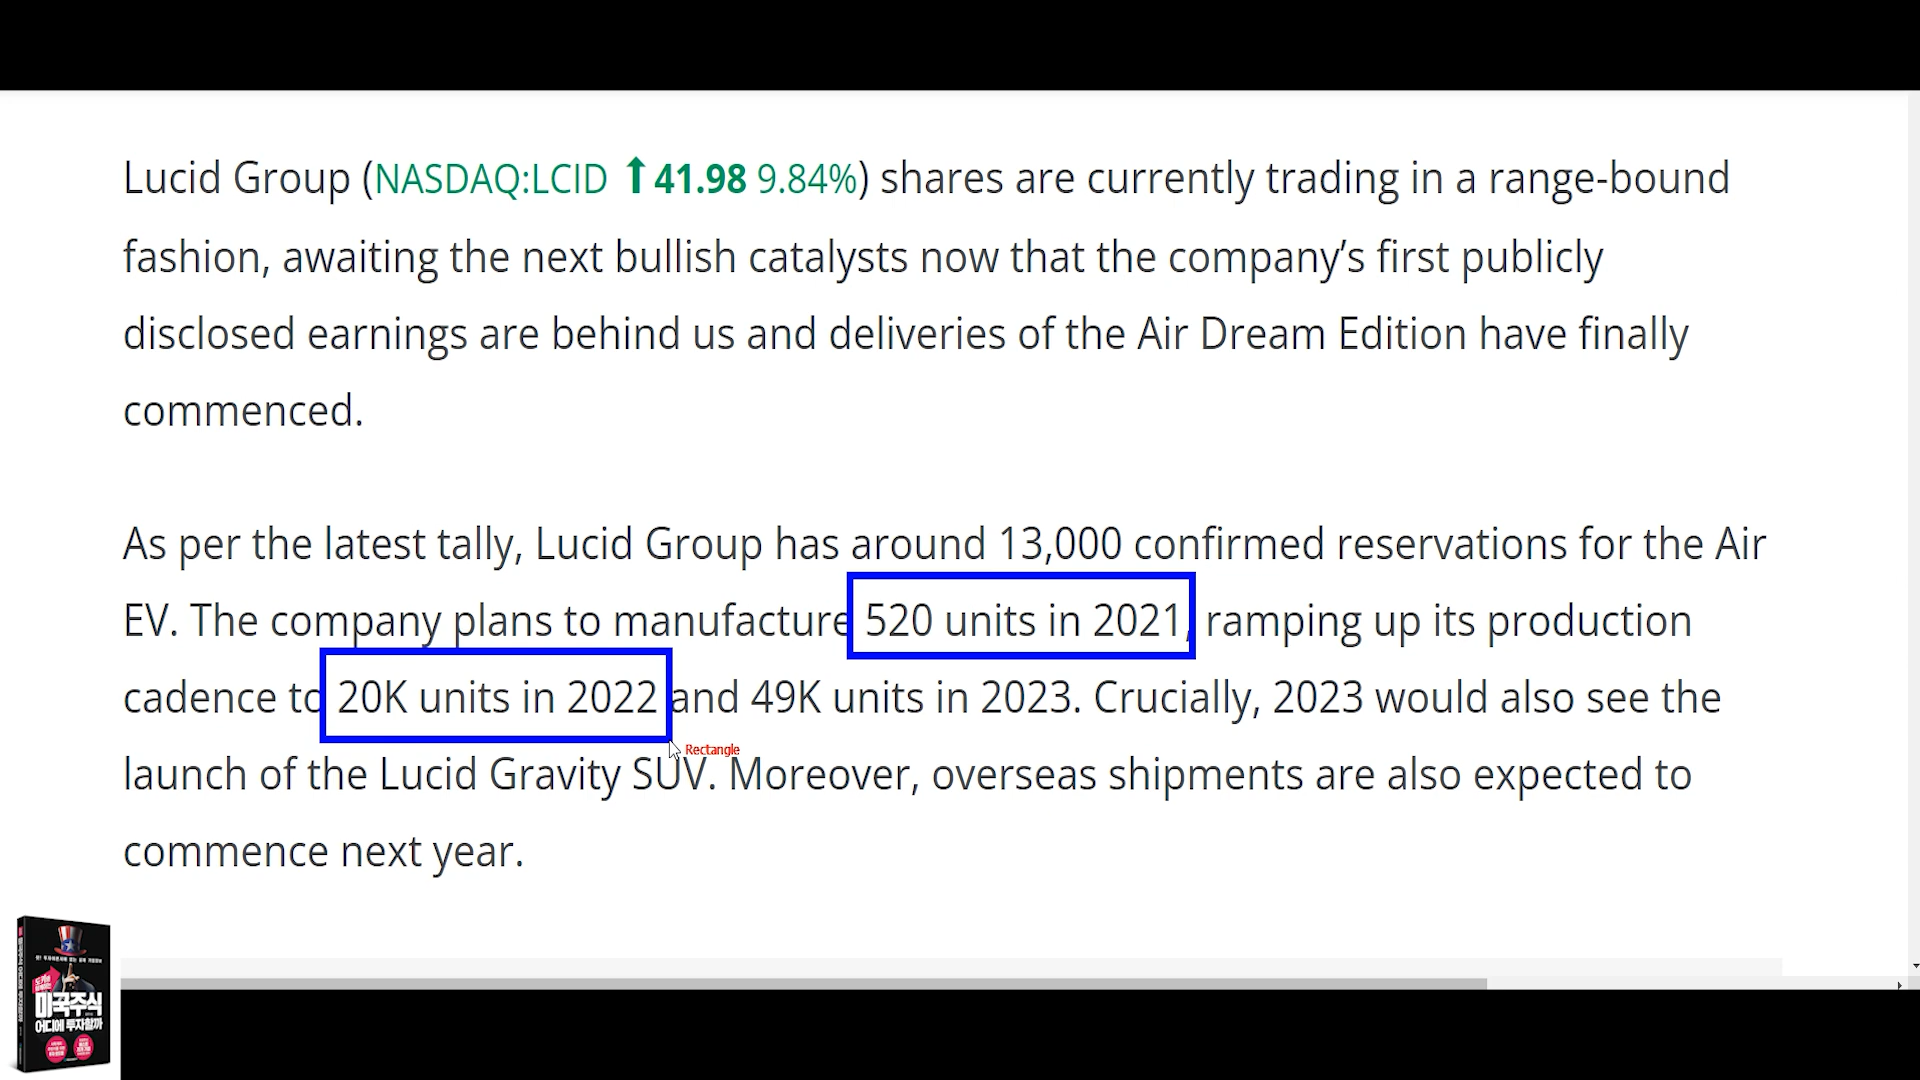 Lucid Group (NASDAQ:LCID ⬆41.98 9.84%) shares are currently trading in a range-bound
fashion, awaiting the next bullish catalysts now that the company’s first publicly
disclosed earnings are behind us and deliveries of the Air Dream Edition have finally
commenced.
As per the latest tally, Lucid Group has around 13,000 confirmed reservations for the Air
EV. The company plans to manufacture 520 units in 2021, ramping up its production
cadence to 20K units in 2022 and 49K units in 2023. Crucially, 2023 would also see the
Rectangle
launch of the Lucid Gravity SUV. Moreover, overseas shipments are also expected to
commence next year.
미국주식
어디에 투자할까